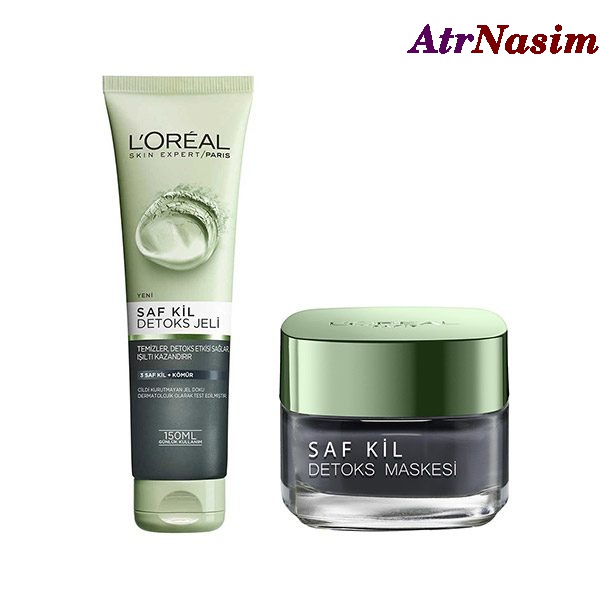 AtrNasim
L'ORÉAL
SKIN EXPERT/PARIS
YENİ
SAF KİL
DETOKS JELİ
TEMİZLER, DETOKS ETKİSİ SAĞLAR,
IŞILTI KAZANDIRIR
3 SAF KİL + KÖMÜR
CİLDİ KURUTMAYAN JEL DOKU
DERMATOLOJİK OLARAK TEST EDİLMİŞTİR.
150ML
GÜNLÜK KULLANIM
L'ORÉAL
SAF KİL
DETOKS MASKESİ